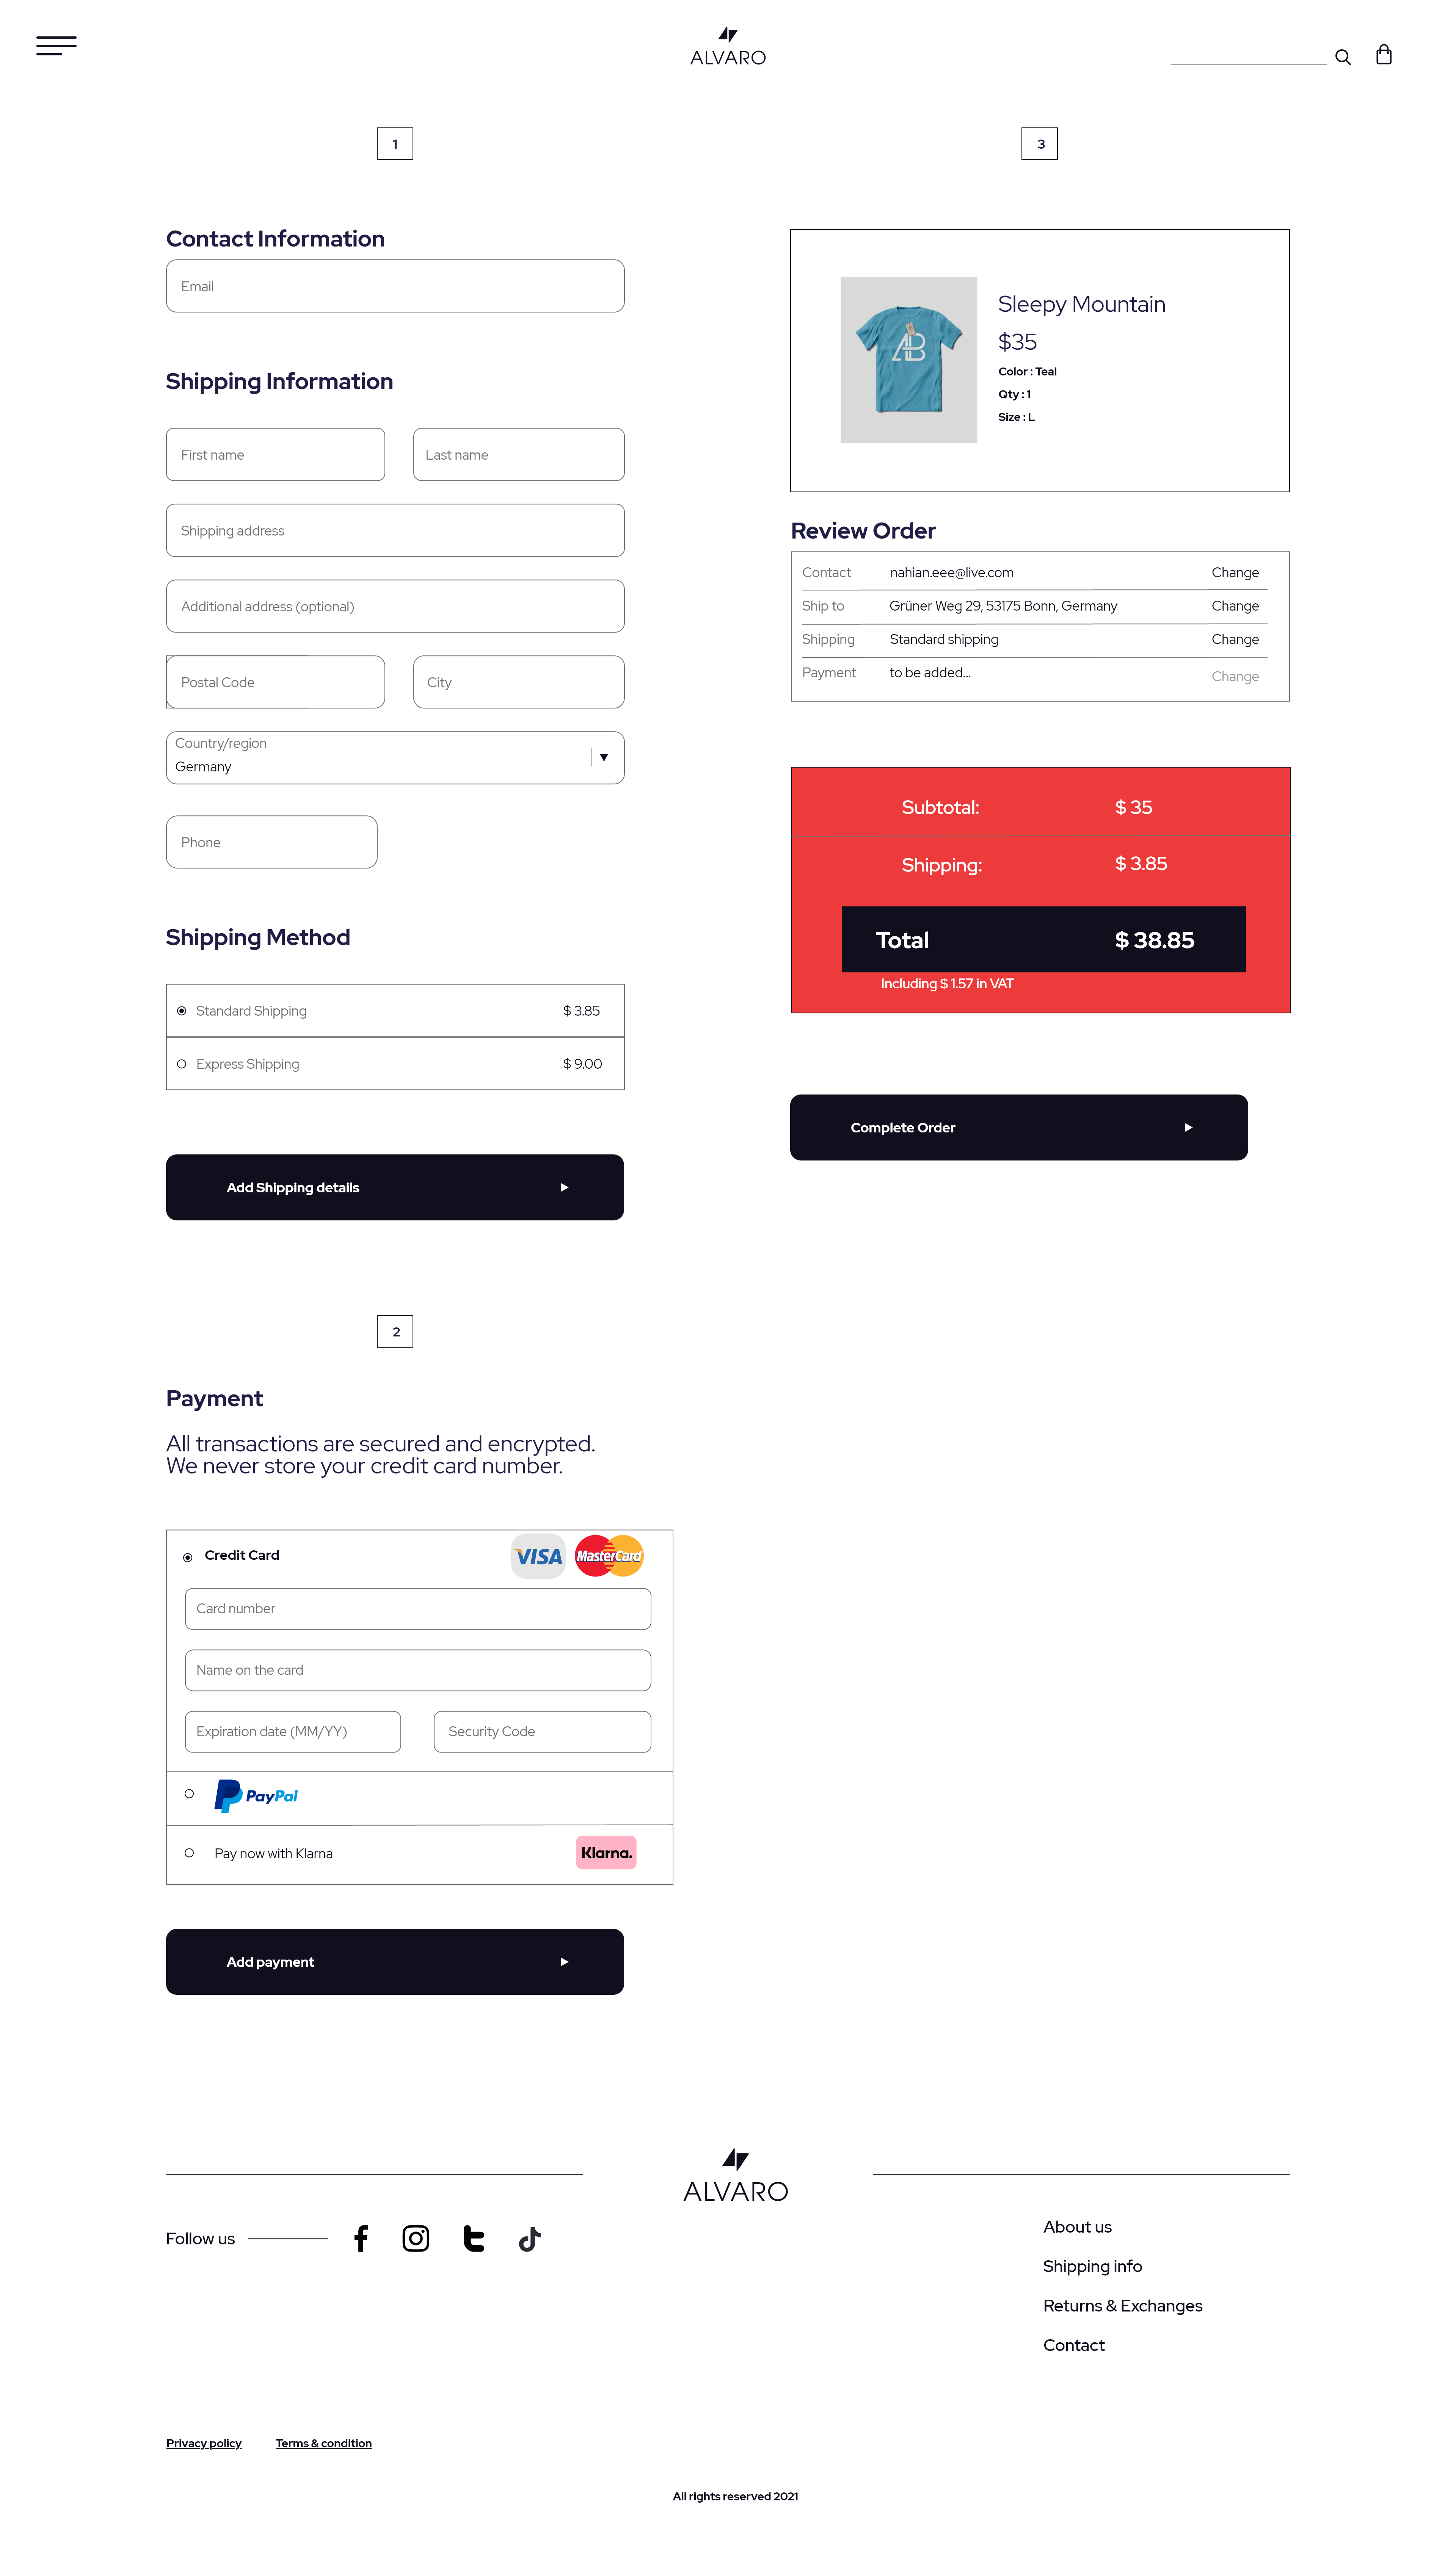 ALVARO
1
Contact Information
Email
Shipping Information
First name
Last name
Shipping address
Additional address (optional)
Postal Code
City
Country/region
Germany
Phone
Shipping Method
Standard Shipping
$ 3.85
Express Shipping
$ 9.00
Add Shipping details
2
Payment
All transactions are secured and encrypted.
We never store your credit card number.
Credit Card
VISA
MasterCard
Card number
Name on the card
Expiration date (MM/YY)
Security Code
PayPal
Pay now with Klarna
Klarna.
Add payment
3
AB
Sleepy Mountain
$35
Color : Teal
Qty : 1
Size : L
Review Order
Contact nahian.eee@live.com Change
Ship to Grüner Weg 29, 53175 Bonn, Germany Change
Shipping Standard shipping Change
Payment to be added... Change
Subtotal: $ 35
Shipping: $ 3.85
Total $ 38.85
Including $ 1.57 in VAT
Complete Order
ALVARO
Follow us
About us
Shipping info
Returns & Exchanges
Contact
Privacy policy
Terms & condition
All rights reserved 2021